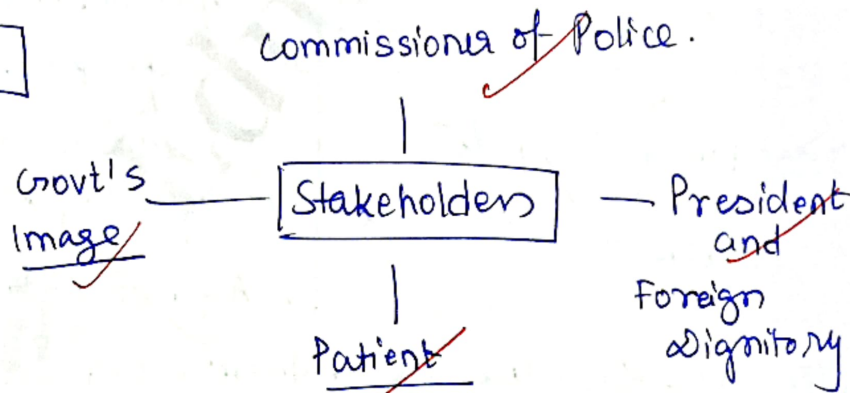 Commissioner of Police.
Govt's
Image
Stakeholders
President
and
Foreign
Dignitory
Patient